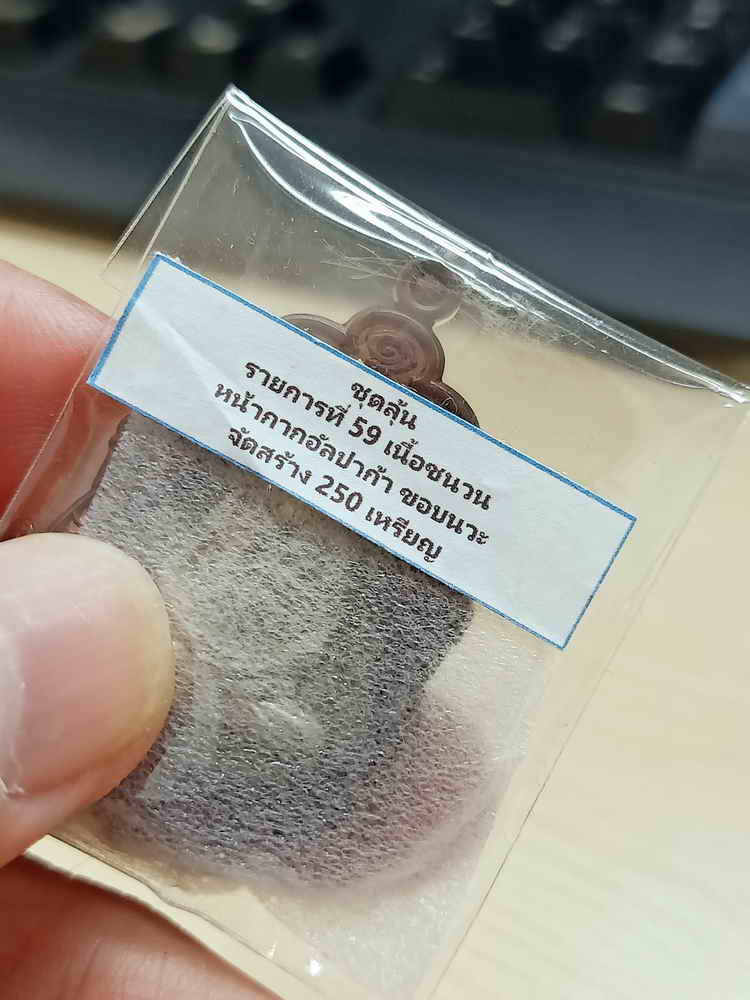 ชุดลุ้น
รายการที่ 59 เนื้อชนวน
หน้ากากอัลปาก้า ขอบนวะ
จัดสร้าง 250 เหรียญ